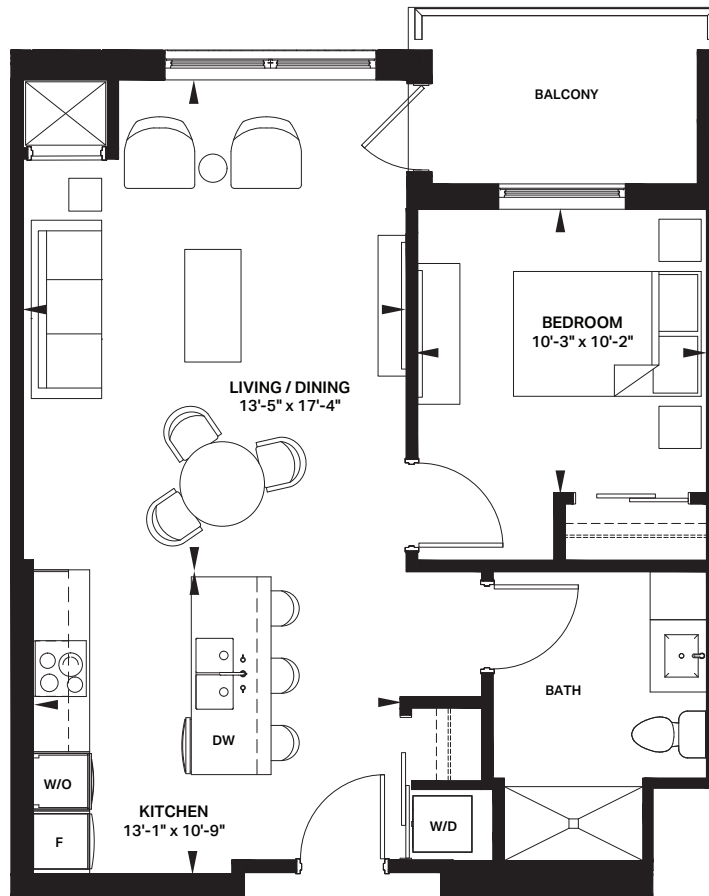 BALCONY
BEDROOM
10'-3" x 10'-2"
LIVING / DINING
13'-5" x 17'-4"
BATH
DW
W/O
KITCHEN
13'-1" x 10'-9"
W/D
F